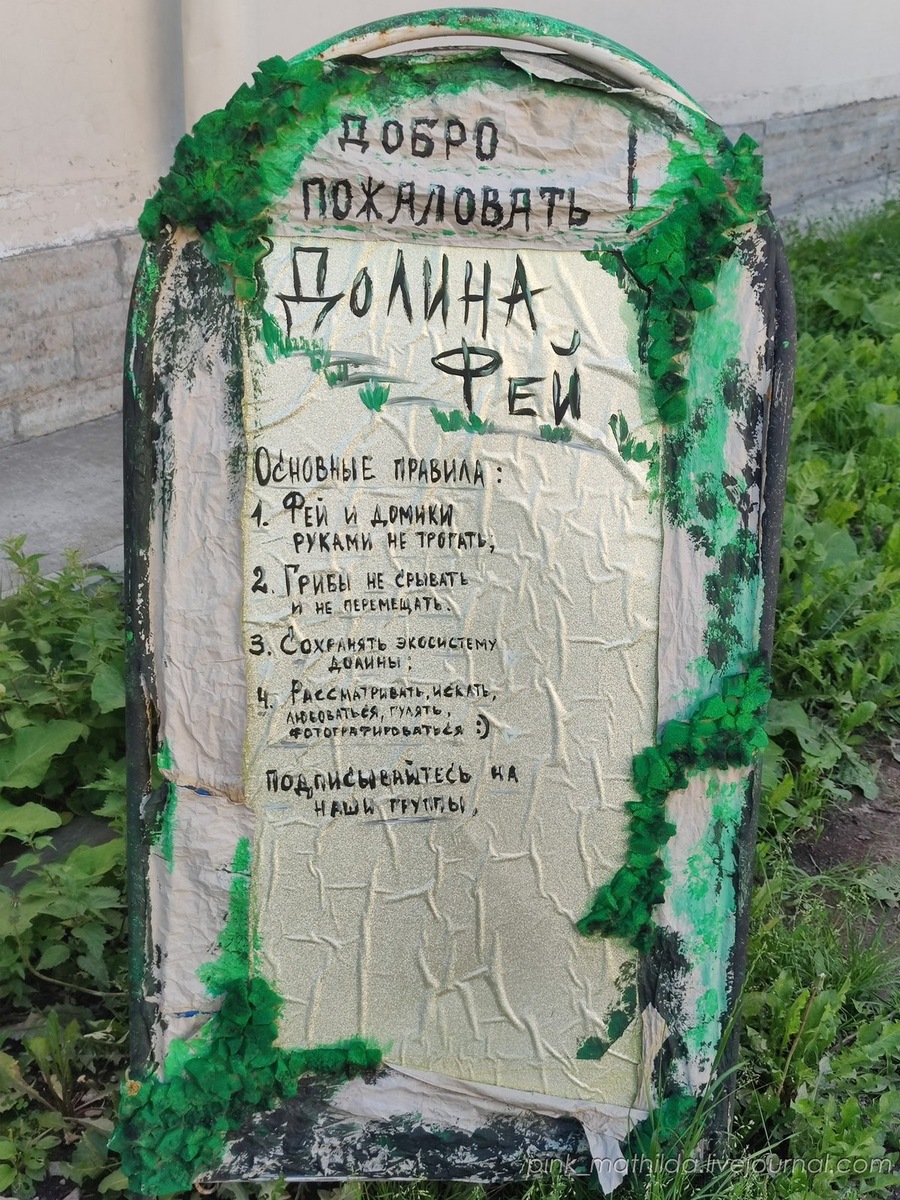 ДОБРО
ПОЖАЛОВАТЬ
ДОЛИНА
ФЕЙ
ОСНОВНЫЕ ПРАВИЛА:
1. ФЕЙ И ДОМИКИ
РУКАМИ НЕ ТРОГАТЬ;
2. ГРИБЫ НЕ СРЫВАТЬ
И НЕ ПЕРЕМЕЩАТЬ.
3. СОХРАНЯТЬ ЭКОСИСТЕМУ
ДОЛИНЫ;
4. РАССМАТРИВАТЬ, ИСКАТЬ,
ЛЮБОВАТЬСЯ, ГУЛЯТЬ,
ФОТОГРАФИРОВАТЬСЯ :)
ПОДПИСЫВАЙТЕСЬ НА
НАШИ ГРУППЫ,
pink_mathilda.livejournal.com